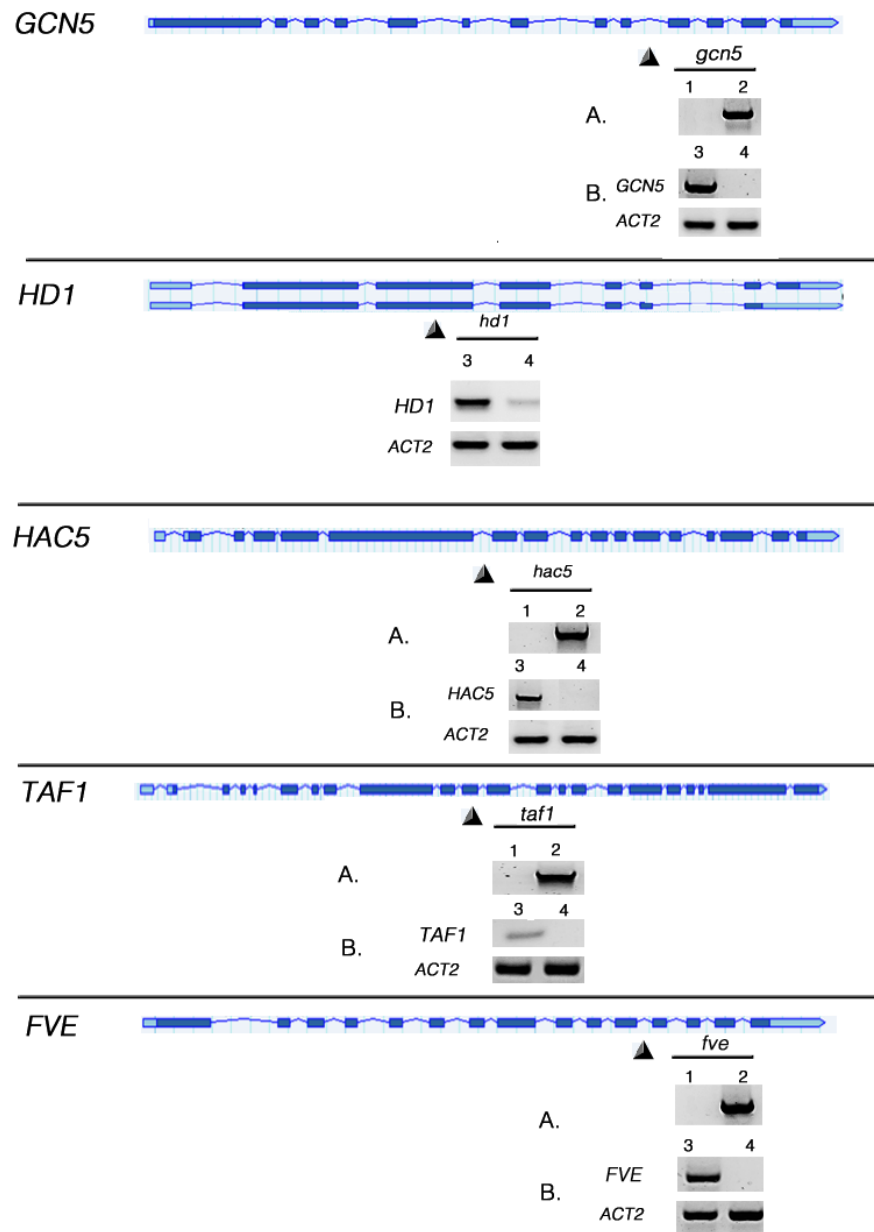 GCN5
gcn5
1 2
A.
3 4
B. GCN5
ACT2
HD1
hd1
3 4
HD1
ACT2
HAC5
hac5
1 2
A.
3 4
B. HAC5
ACT2
TAF1
taf1
1 2
A.
3 4
B. TAF1
ACT2
FVE
fve
1 2
A.
3 4
B. FVE
ACT2